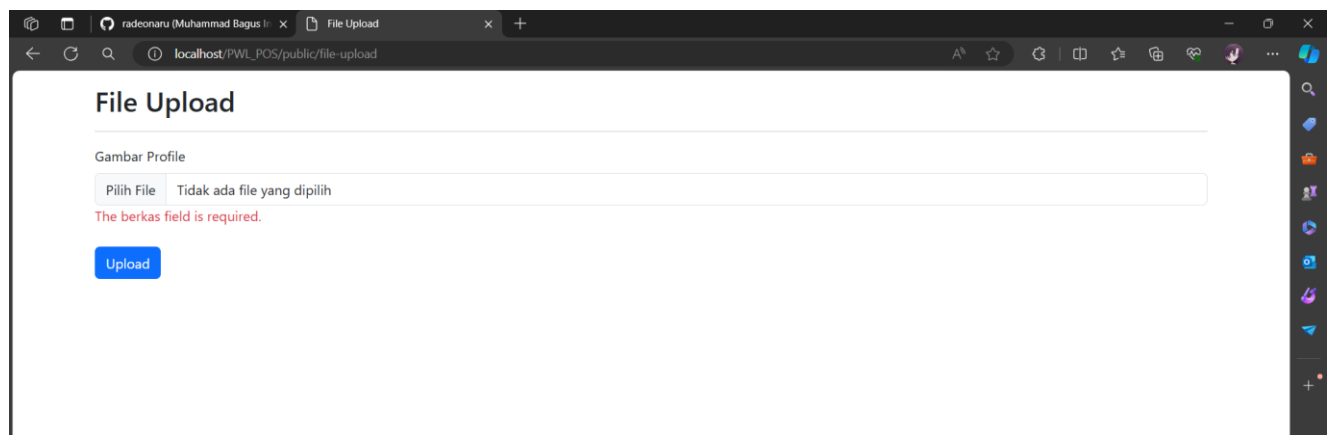 radeonaru (Muhammad Bagus In
File Upload
localhost/PWL_POS/public/file-upload
File Upload
Gambar Profile
Pilih File Tidak ada file yang dipilih
The berkas field is required.
Upload